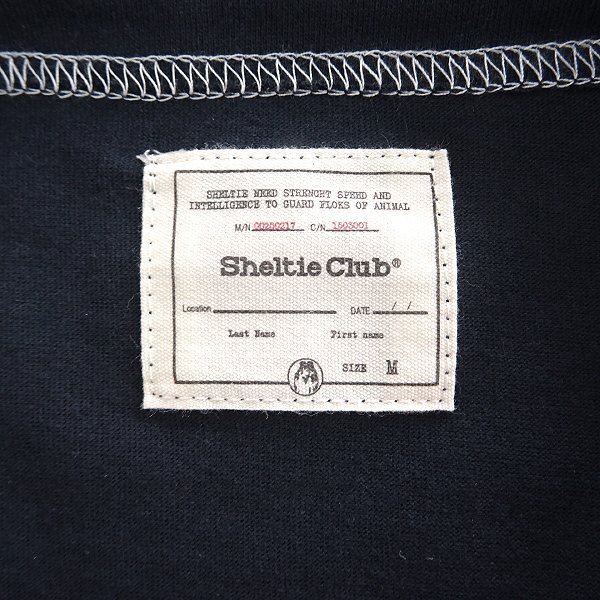 SHELTIE NEED STRENGHT SPEED AND
INTELLIGENCE TO GUARD FLOKS OF ANIMAL
M/N 00250217 C/N 1503001
Sheltie Club®
Location DATE / /
Last Name First name
SIZE M